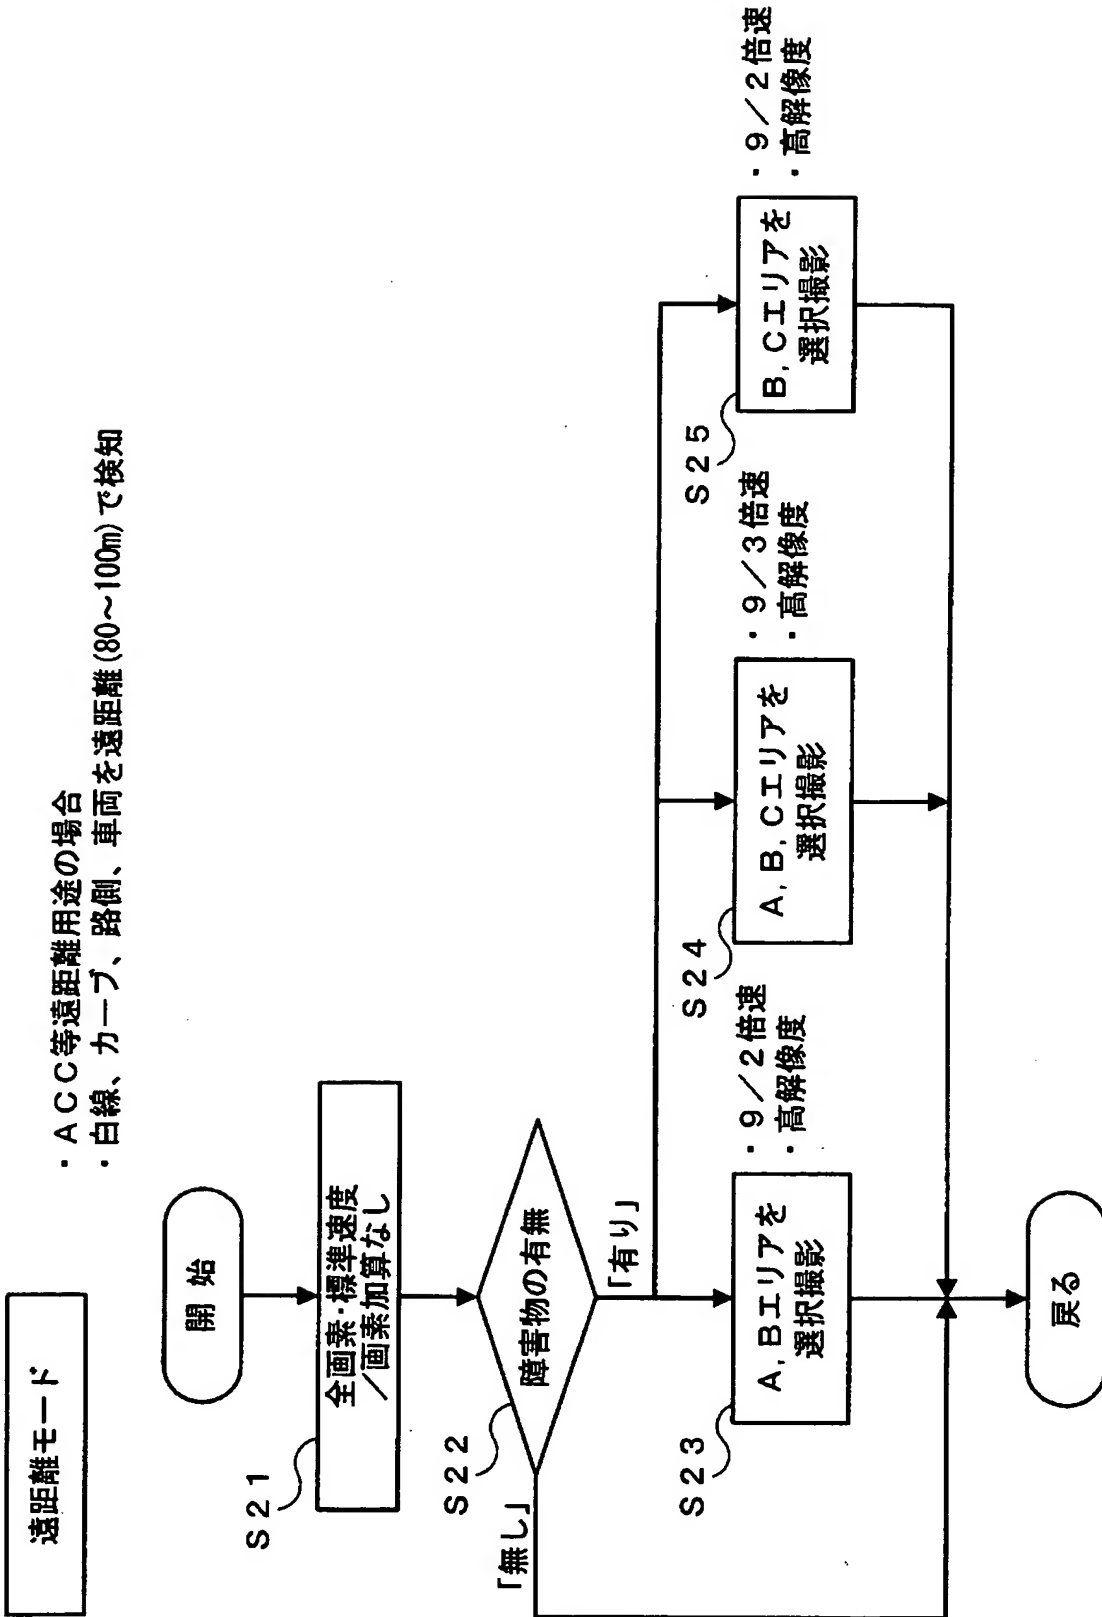 遠距離モード
・ACC等遠距離用途の場合
・白線、カーブ、路側、車両を遠距離(80～100m)で検知
開 始
S21
全画素・標準速度
／画素加算なし
S22
障害物の有無
「無し」
「有り」
S23
A, Bエリアを
選択撮影
・9／2倍速
・高解像度
S24
A, B, Cエリアを
選択撮影
・9／3倍速
・高解像度
S25
B, Cエリアを
選択撮影
・9／2倍速
・高解像度
戻る